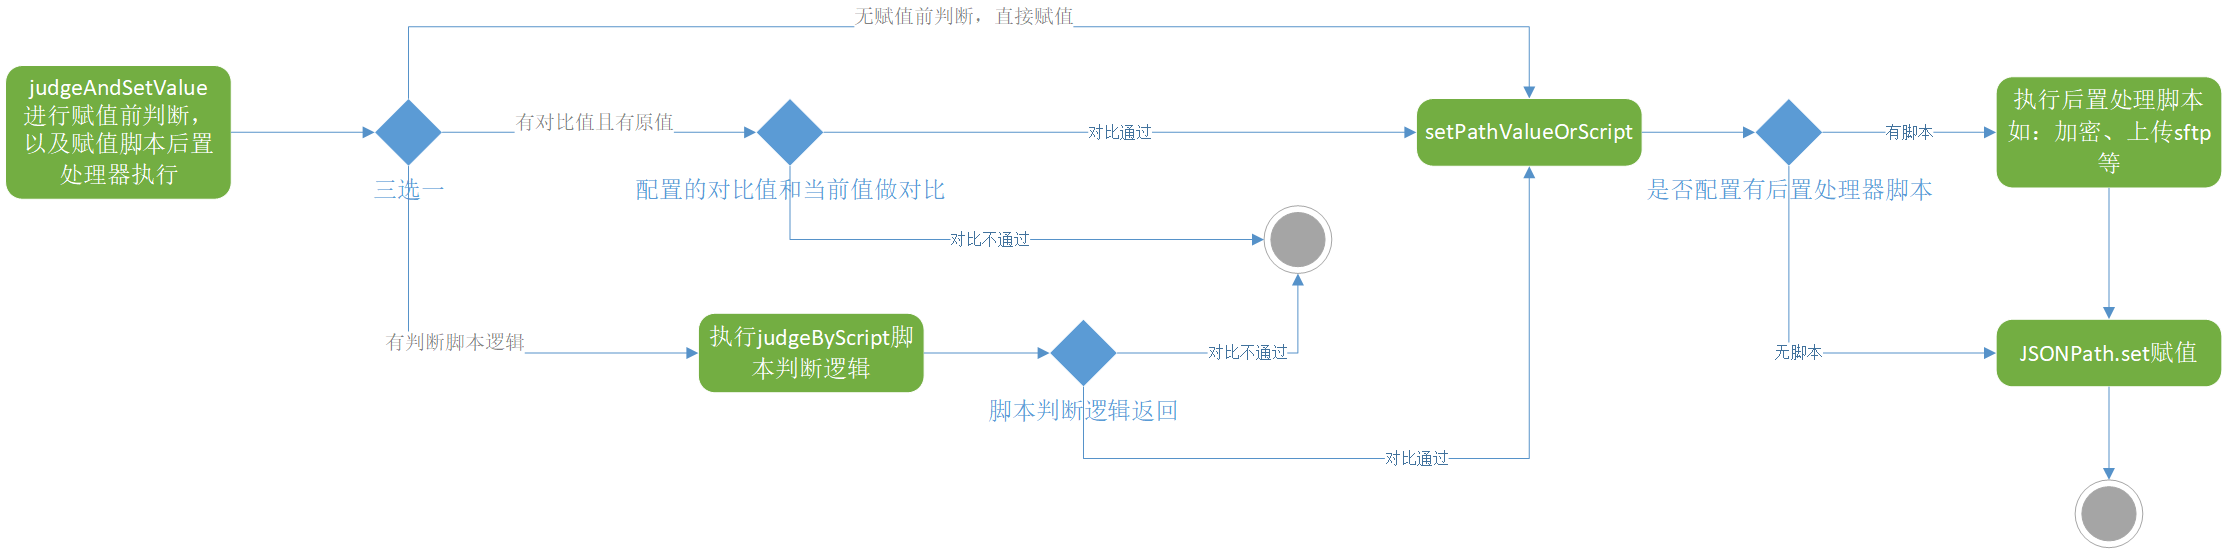 无赋值前判断，直接赋值
judgeAndSetValue
进行赋值前判断，
以及赋值脚本后置
处理器执行
三选一
有对比值且有原值
配置的对比值和当前值做对比
对比通过
对比不通过
setPathValueOrScript
是否配置有后置处理器脚本
有脚本
执行后置处理脚本
如：加密、上传sftp
等
有判断脚本逻辑
执行judgeByScript脚
本判断逻辑
脚本判断逻辑返回
对比不通过
对比通过
无脚本
JSONPath.set赋值